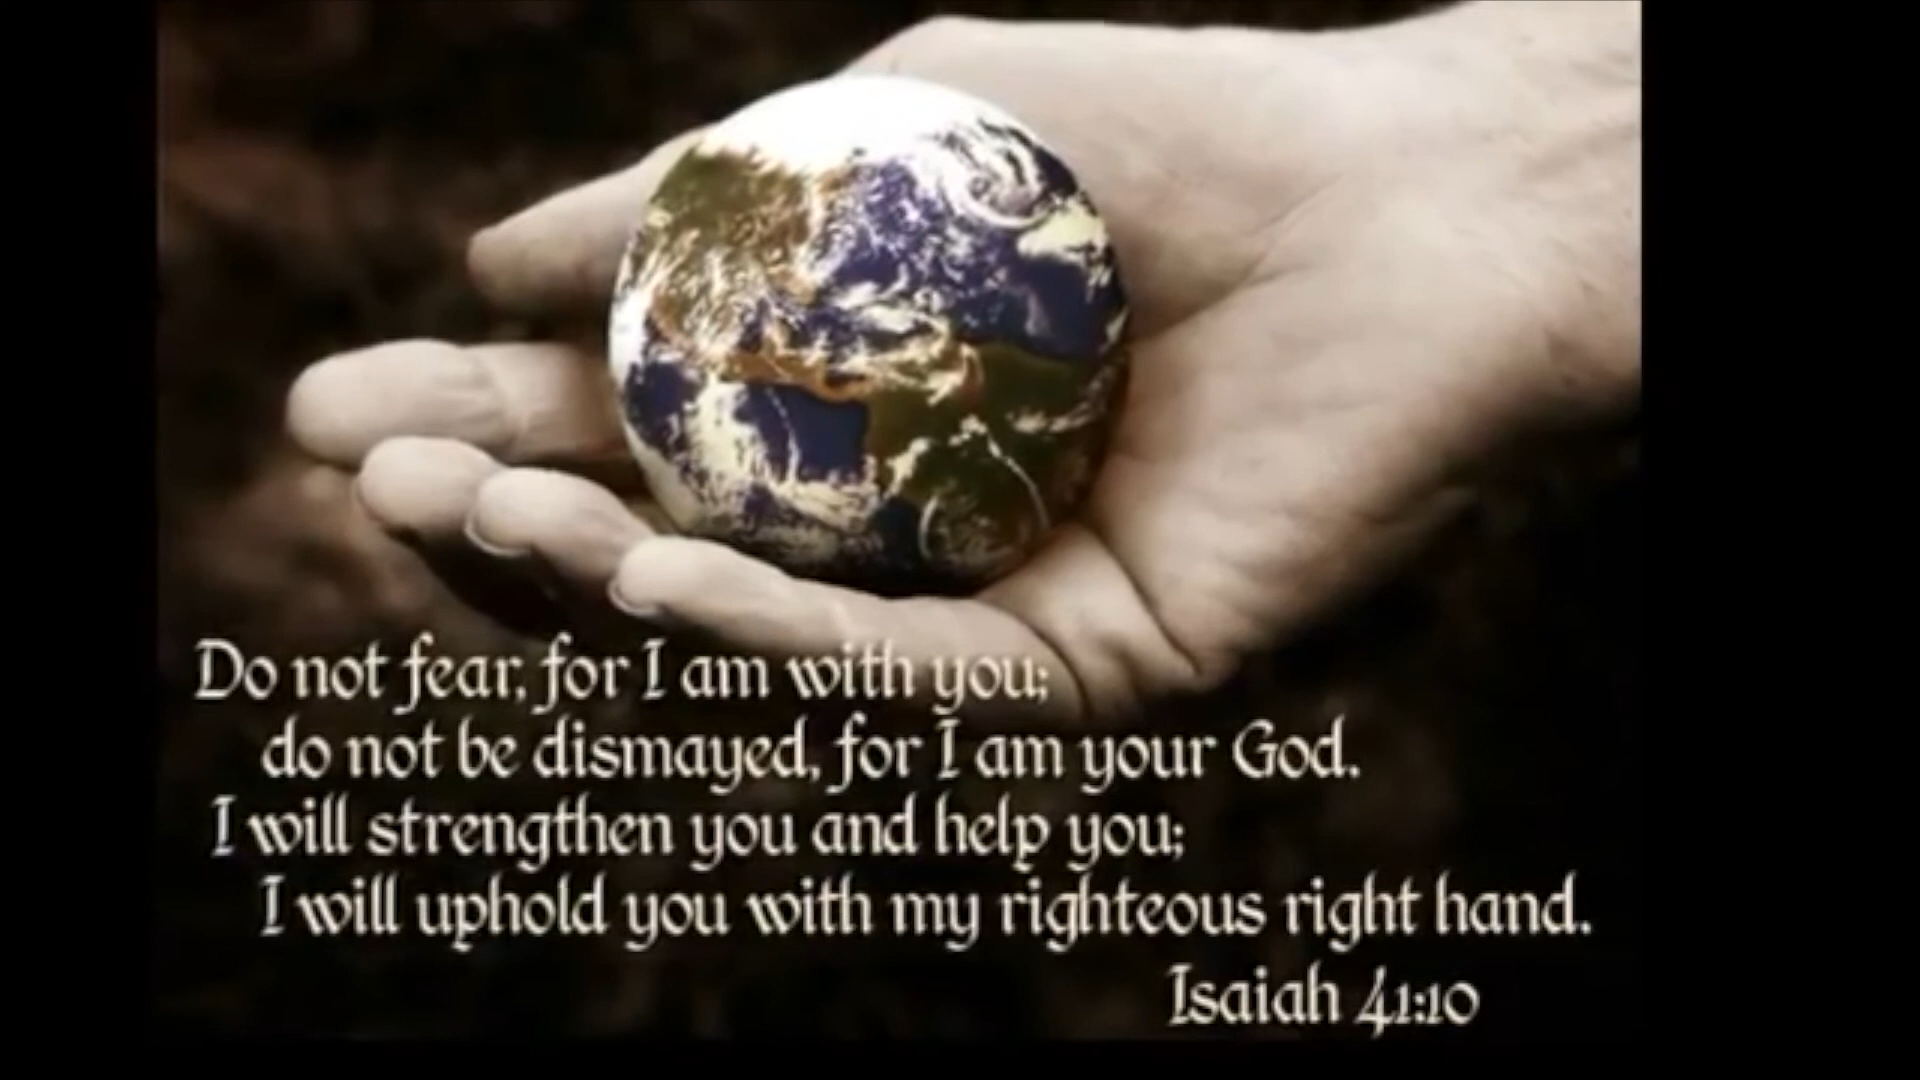 Do not fear, for I am with you;
do not be dismayed, for I am your God.
I will strengthen you and help you;
I will uphold you with my righteous right hand.
Isaiah 41:10